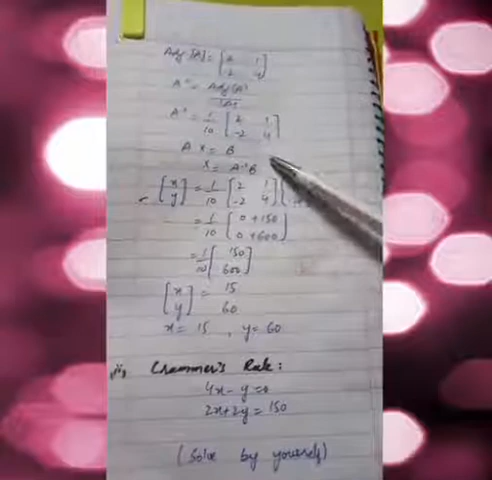 Adj(A) = [2 1
-2 4]
A⁻¹ = Adj(A)
|A|
A⁻¹ = 1/10 [2 1
-2 4]
A X = B
X = A⁻¹B
[x
y] = 1/10 [2 1
-2 4] [
= 1/10 [0 + 150
0 + 600]
= 1/10 [150
600]
[x
y] = 15
60
x = 15 , y = 60
ii, Crammer's Rule:
4x - y = 0
2x + 2y = 150
(Solve by yourself)